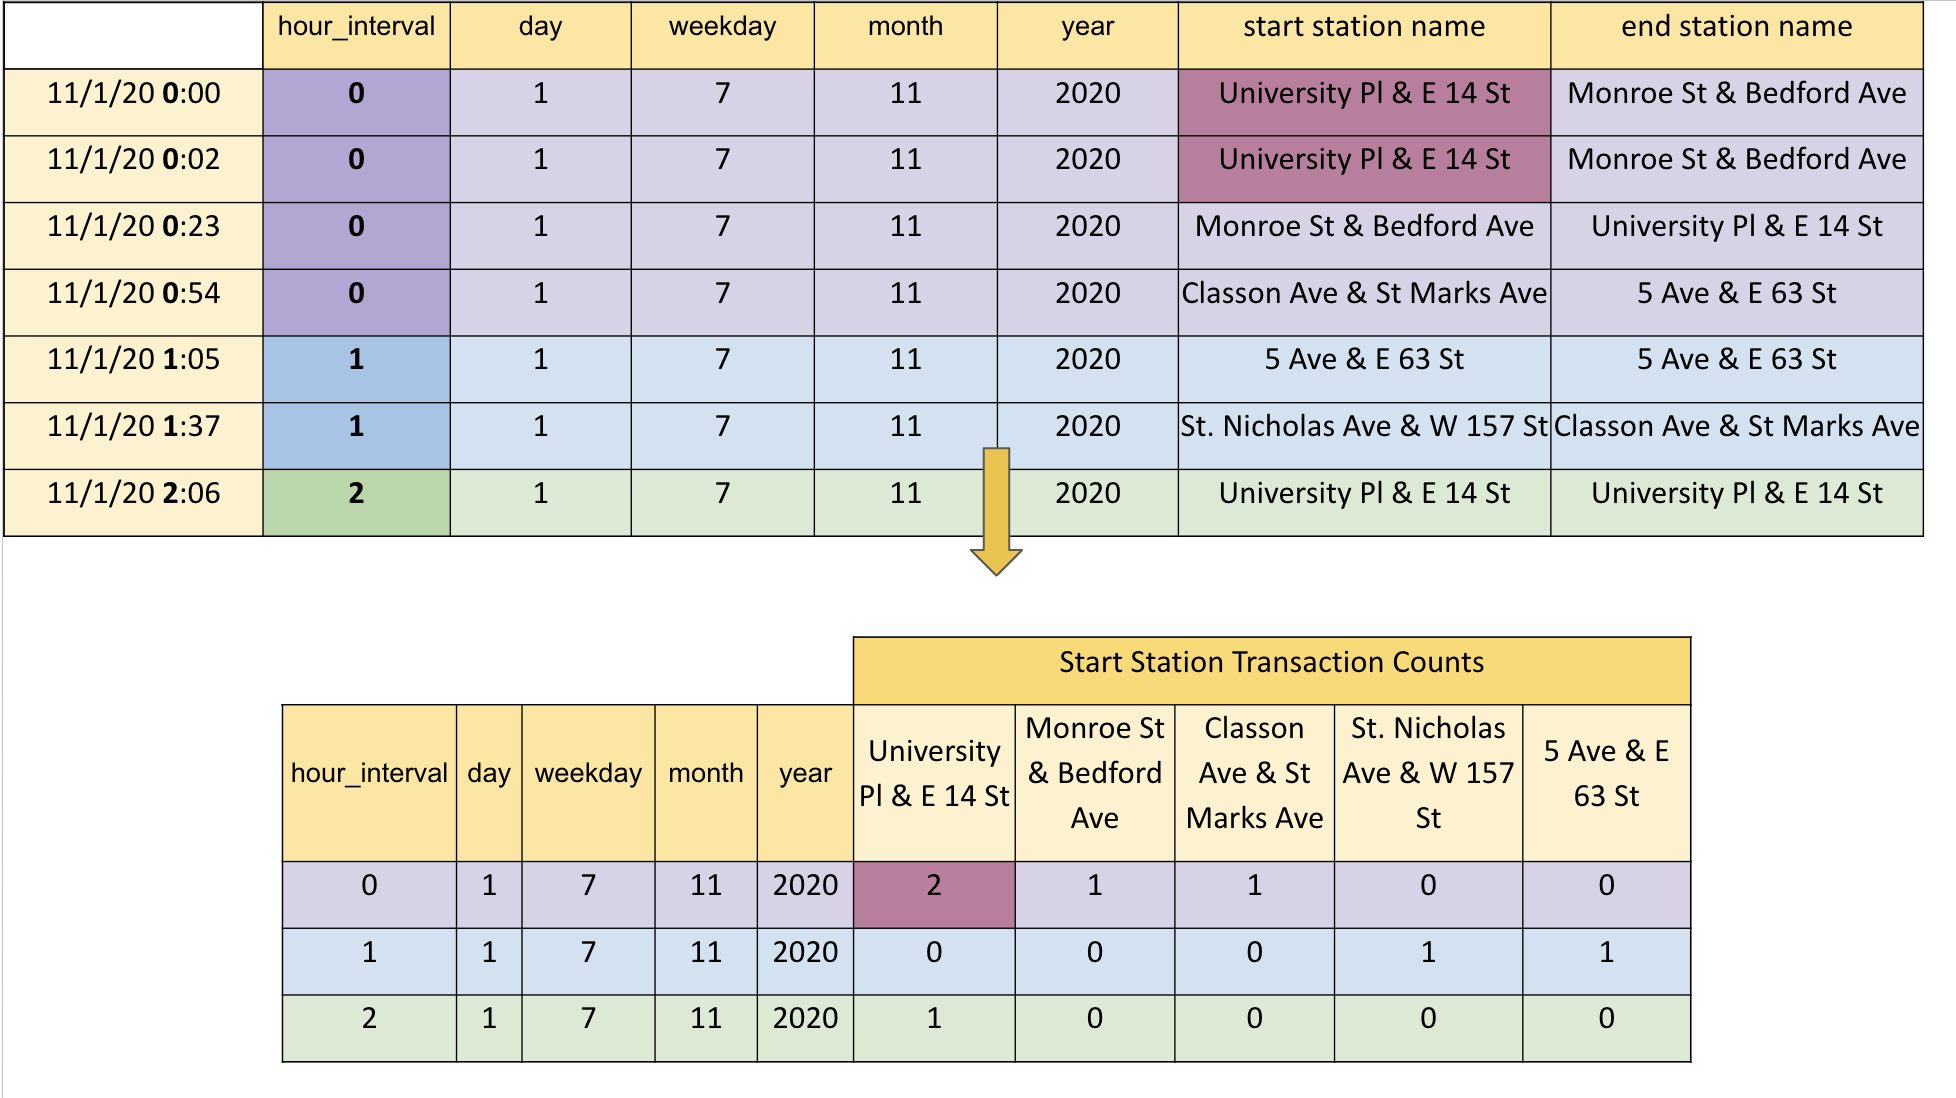 hour_interval day weekday month year start station name end station name
11/1/20 0:00 0 1 7 11 2020 University Pl & E 14 St Monroe St & Bedford Ave
11/1/20 0:02 0 1 7 11 2020 University Pl & E 14 St Monroe St & Bedford Ave
11/1/20 0:23 0 1 7 11 2020 Monroe St & Bedford Ave University Pl & E 14 St
11/1/20 0:54 0 1 7 11 2020 Classon Ave & St Marks Ave 5 Ave & E 63 St
11/1/20 1:05 1 1 7 11 2020 5 Ave & E 63 St 5 Ave & E 63 St
11/1/20 1:37 1 1 7 11 2020 St. Nicholas Ave & W 157 St Classon Ave & St Marks Ave
11/1/20 2:06 2 1 7 11 2020 University Pl & E 14 St University Pl & E 14 St
Start Station Transaction Counts
hour_interval day weekday month year
University
Pl & E 14 St
Monroe St
& Bedford
Ave
Classon
Ave & St
Marks Ave
St. Nicholas
Ave & W 157
St
5 Ave & E
63 St
0 1 7 11 2020 2 1 1 0 0
1 1 7 11 2020 0 0 0 1 1
2 1 7 11 2020 1 0 0 0 0